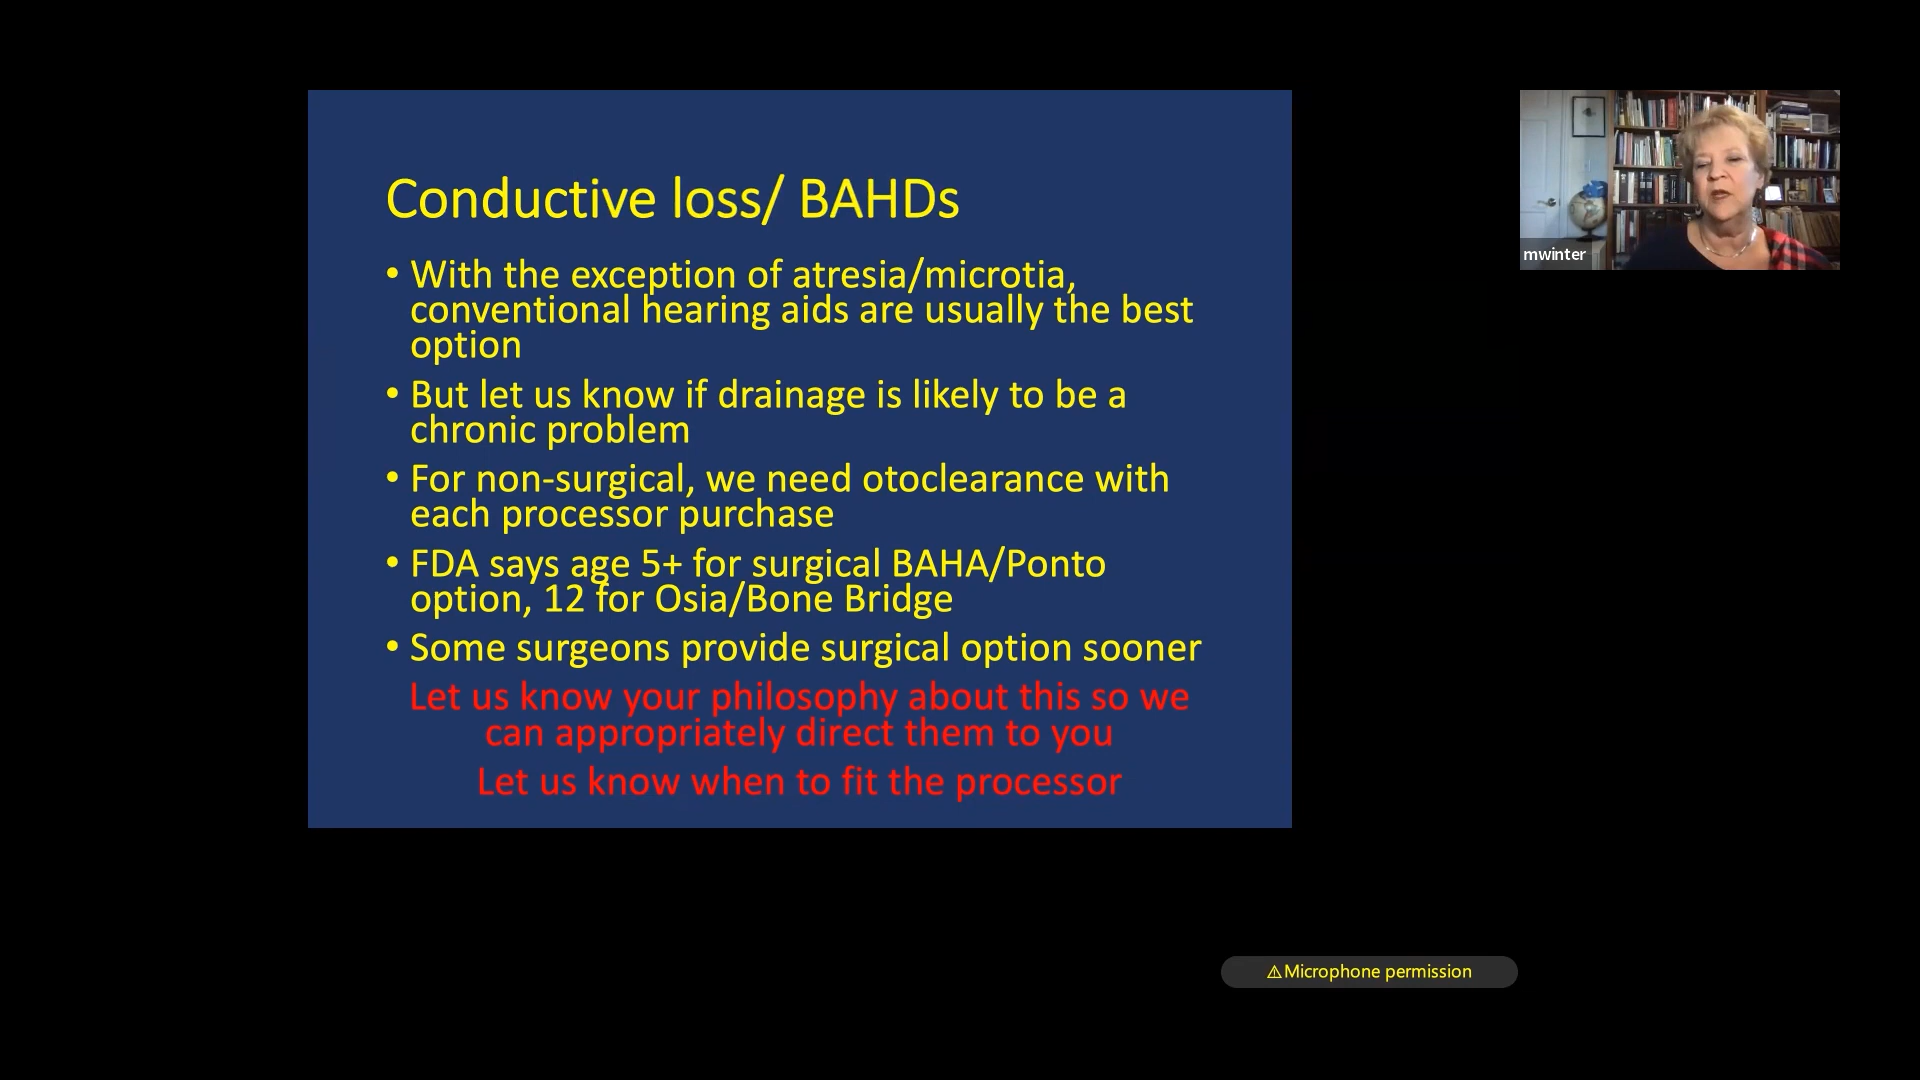 Conductive loss/ BAHDs
• With the exception of atresia/microtia,
conventional hearing aids are usually the best
option
• But let us know if drainage is likely to be a
chronic problem
• For non-surgical, we need otoclearance with
each processor purchase
• FDA says age 5+ for surgical BAHA/Ponto
option, 12 for Osia/Bone Bridge
• Some surgeons provide surgical option sooner
Let us know your philosophy about this so we
can appropriately direct them to you
Let us know when to fit the processor
mwinter
⚠Microphone permission